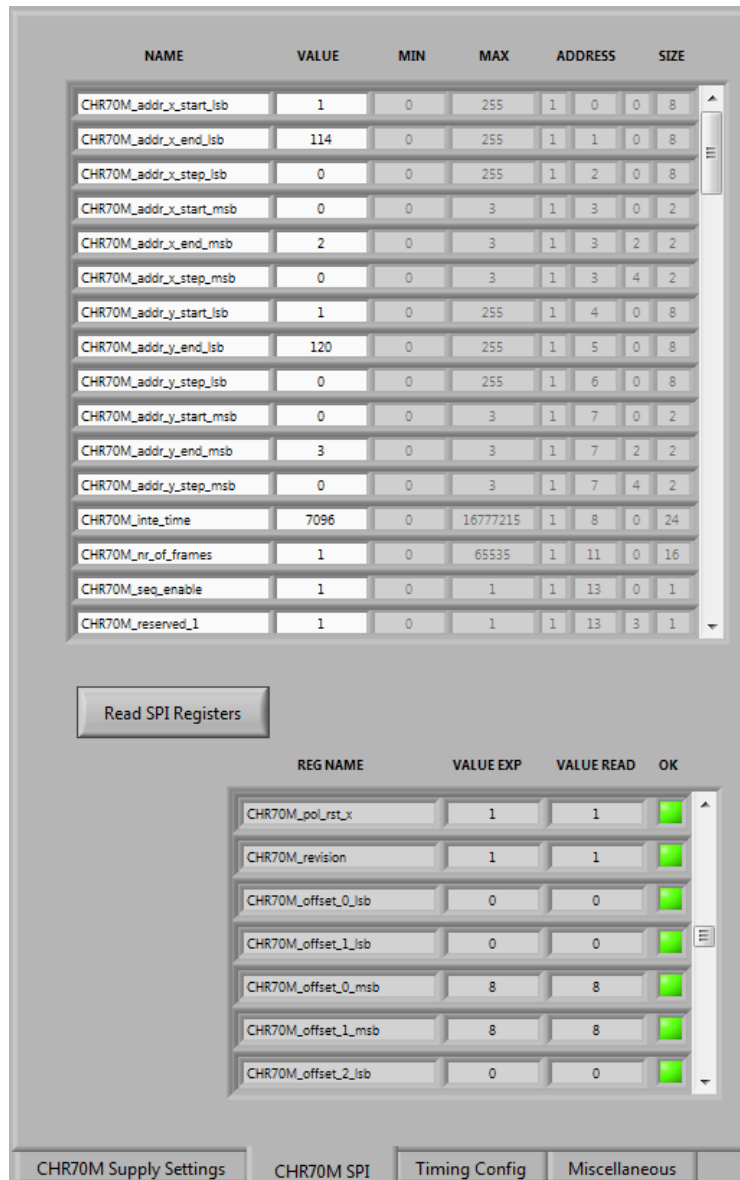 NAME VALUE MIN MAX ADDRESS SIZE
CHR70M_addr_x_start_lsb 1 0 255 1 0 0 8
CHR70M_addr_x_end_lsb 114 0 255 1 1 0 8
CHR70M_addr_x_step_lsb 0 0 255 1 2 0 8
CHR70M_addr_x_start_msb 0 0 3 1 3 0 2
CHR70M_addr_x_end_msb 2 0 3 1 3 2 2
CHR70M_addr_x_step_msb 0 0 3 1 3 4 2
CHR70M_addr_y_start_lsb 1 0 255 1 4 0 8
CHR70M_addr_y_end_lsb 120 0 255 1 5 0 8
CHR70M_addr_y_step_lsb 0 0 255 1 6 0 8
CHR70M_addr_y_start_msb 0 0 3 1 7 0 2
CHR70M_addr_y_end_msb 3 0 3 1 7 2 2
CHR70M_addr_y_step_msb 0 0 3 1 7 4 2
CHR70M_inte_time 7096 0 16777215 1 8 0 24
CHR70M_nr_of_frames 1 0 65535 1 11 0 16
CHR70M_seq_enable 1 0 1 1 13 0 1
CHR70M_reserved_1 1 0 1 1 13 3 1
Read SPI Registers
REG NAME VALUE EXP VALUE READ OK
CHR70M_pol_rst_x 1 1
CHR70M_revision 1 1
CHR70M_offset_0_lsb 0 0
CHR70M_offset_1_lsb 0 0
CHR70M_offset_0_msb 8 8
CHR70M_offset_1_msb 8 8
CHR70M_offset_2_lsb 0 0
CHR70M Supply Settings CHR70M SPI Timing Config Miscellaneous